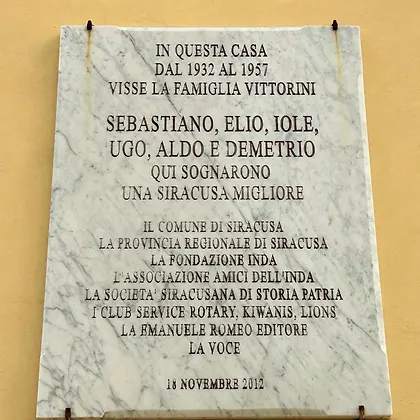 IN QUESTA CASA
DAL 1932 AL 1957
VISSE LA FAMIGLIA VITTORINI
SEBASTIANO, ELIO, IOLE,
UGO, ALDO E DEMETRIO
QUI SOGNARONO
UNA SIRACUSA MIGLIORE
IL COMUNE DI SIRACUSA
LA PROVINCIA REGIONALE DI SIRACUSA
LA FONDAZIONE INDA
L'ASSOCIAZIONE AMICI DELL'INDA
LA SOCIETA' SIRACUSANA DI STORIA PATRIA
I CLUB SERVICE ROTARY, KIWANIS, LIONS
LA EMANUELE ROMEO EDITORE
LA VOCE
18 NOVEMBRE 2012